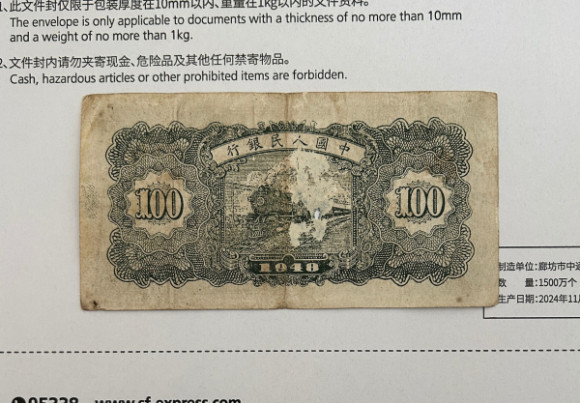 1、此文件封仅限于包装厚度在10mm以内、重量在1kg以内的文件资料。
The envelope is only applicable to documents with a thickness of no more than 10mm
and a weight of no more than 1kg.
2、文件封内请勿夹寄现金、危险品及其他任何禁寄物品。
Cash, hazardous articles or other prohibited items are forbidden.
行銀民人國中
100
100
1948
制造单位:廊坊市中
数 量:1500万个
生产日期:2024年11
95338 www.sf-express.com